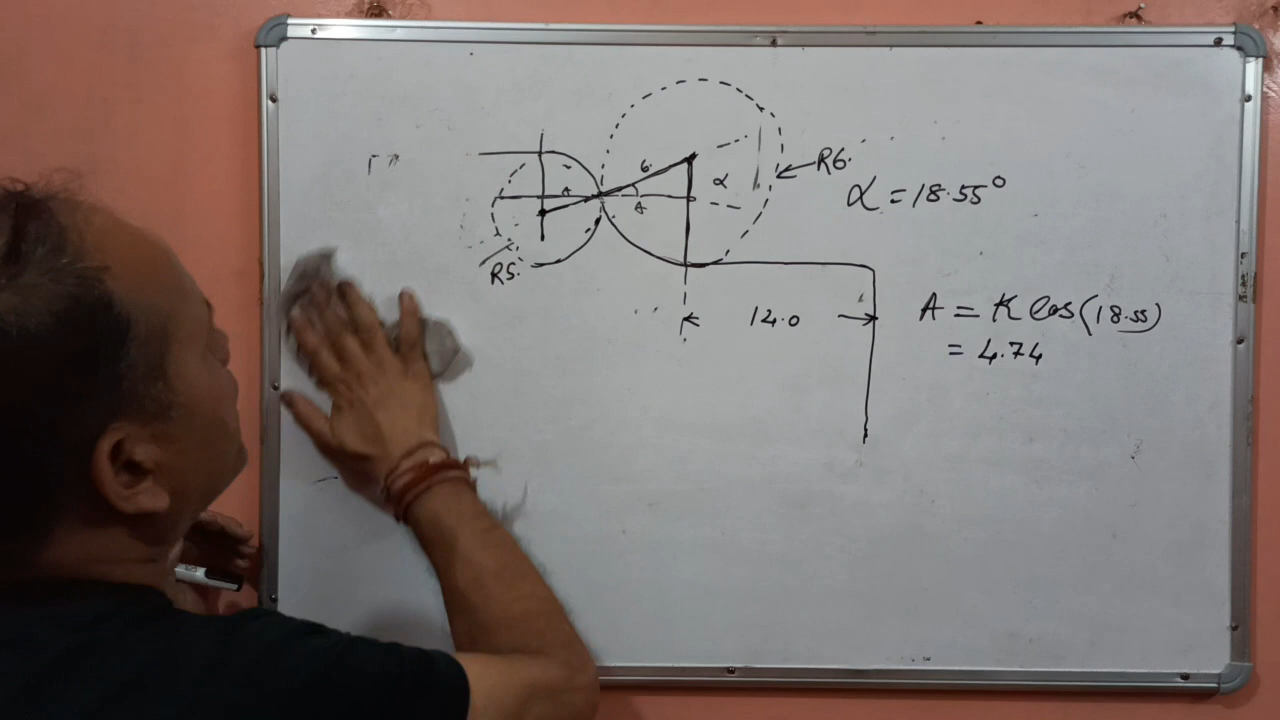 6.
R6.
α
A
A
α = 18.55°
R5.
14.0
A = K Cos(18.55)
= 4.74